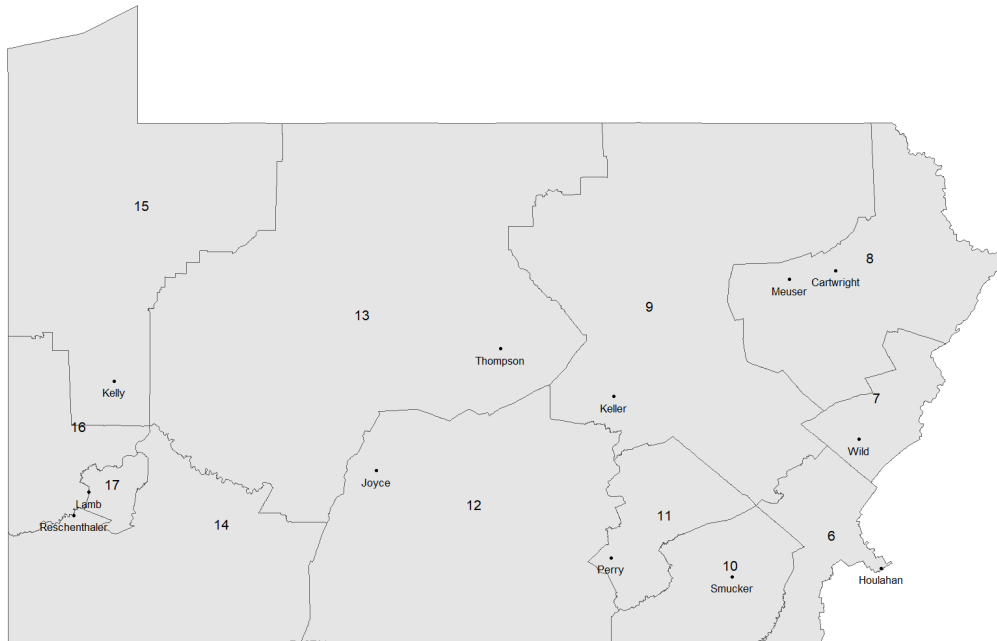 15
8
Meuser
Cartwright
9
13
Thompson
Kelly
7
Keller
16
Wild
Joyce
17
Lamb
12
11
Reschenthaler
14
6
Perry
10
Smucker
Houlahan